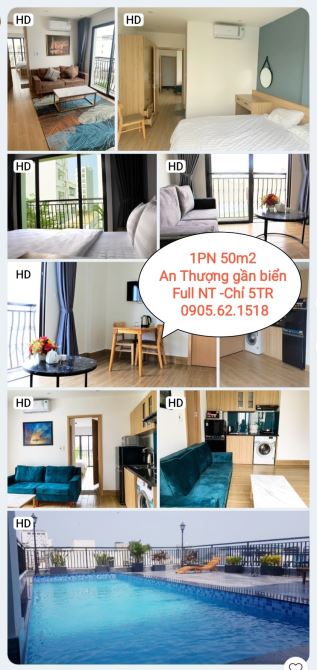 HD
HD
HD
HD
1PN 50m2
An Thượng gần biển
Full NT -Chỉ 5TR
0905.62.1518
HD
HD
HD
HD